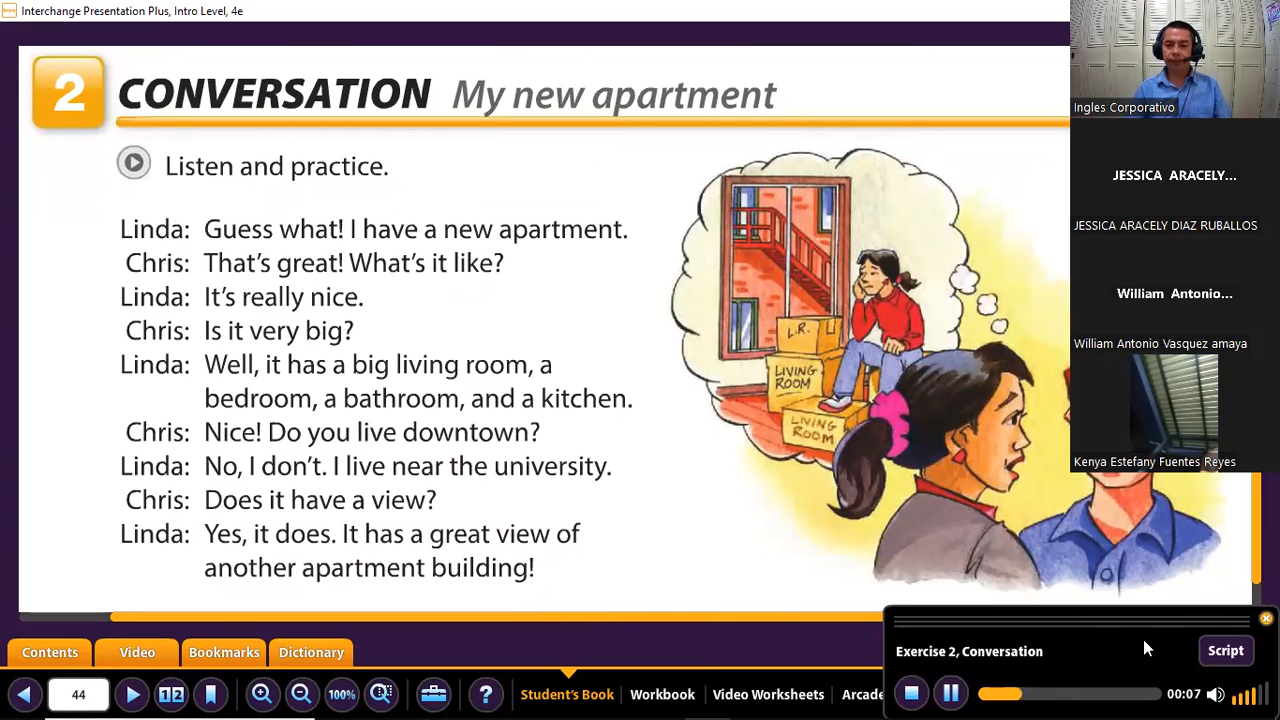 Interchange Presentation Plus, Intro Level, 4e
2 CONVERSATION My new apartment
Listen and practice.
Linda: Guess what! I have a new apartment.
Chris: That's great! What's it like?
Linda: It's really nice.
Chris: Is it very big?
Linda: Well, it has a big living room, a
bedroom, a bathroom, and a kitchen.
Chris: Nice! Do you live downtown?
Linda: No, I don't. I live near the university.
Chris: Does it have a view?
Linda: Yes, it does. It has a great view of
another apartment building!
L.R.
LIVING
ROOM
LIVING
ROOM
Ingles Corporativo
JESSICA ARACELY...
JESSICA ARACELY DIAZ RUBALLOS
William Antonio...
William Antonio Vasquez amaya
Kenya Estefany Fuentes Reyes
Exercise 2, Conversation
Script
00:07
Contents
Video
Bookmarks
Dictionary
44
1 2
100%
?
Student's Book
Workbook
Video Worksheets
Arcade